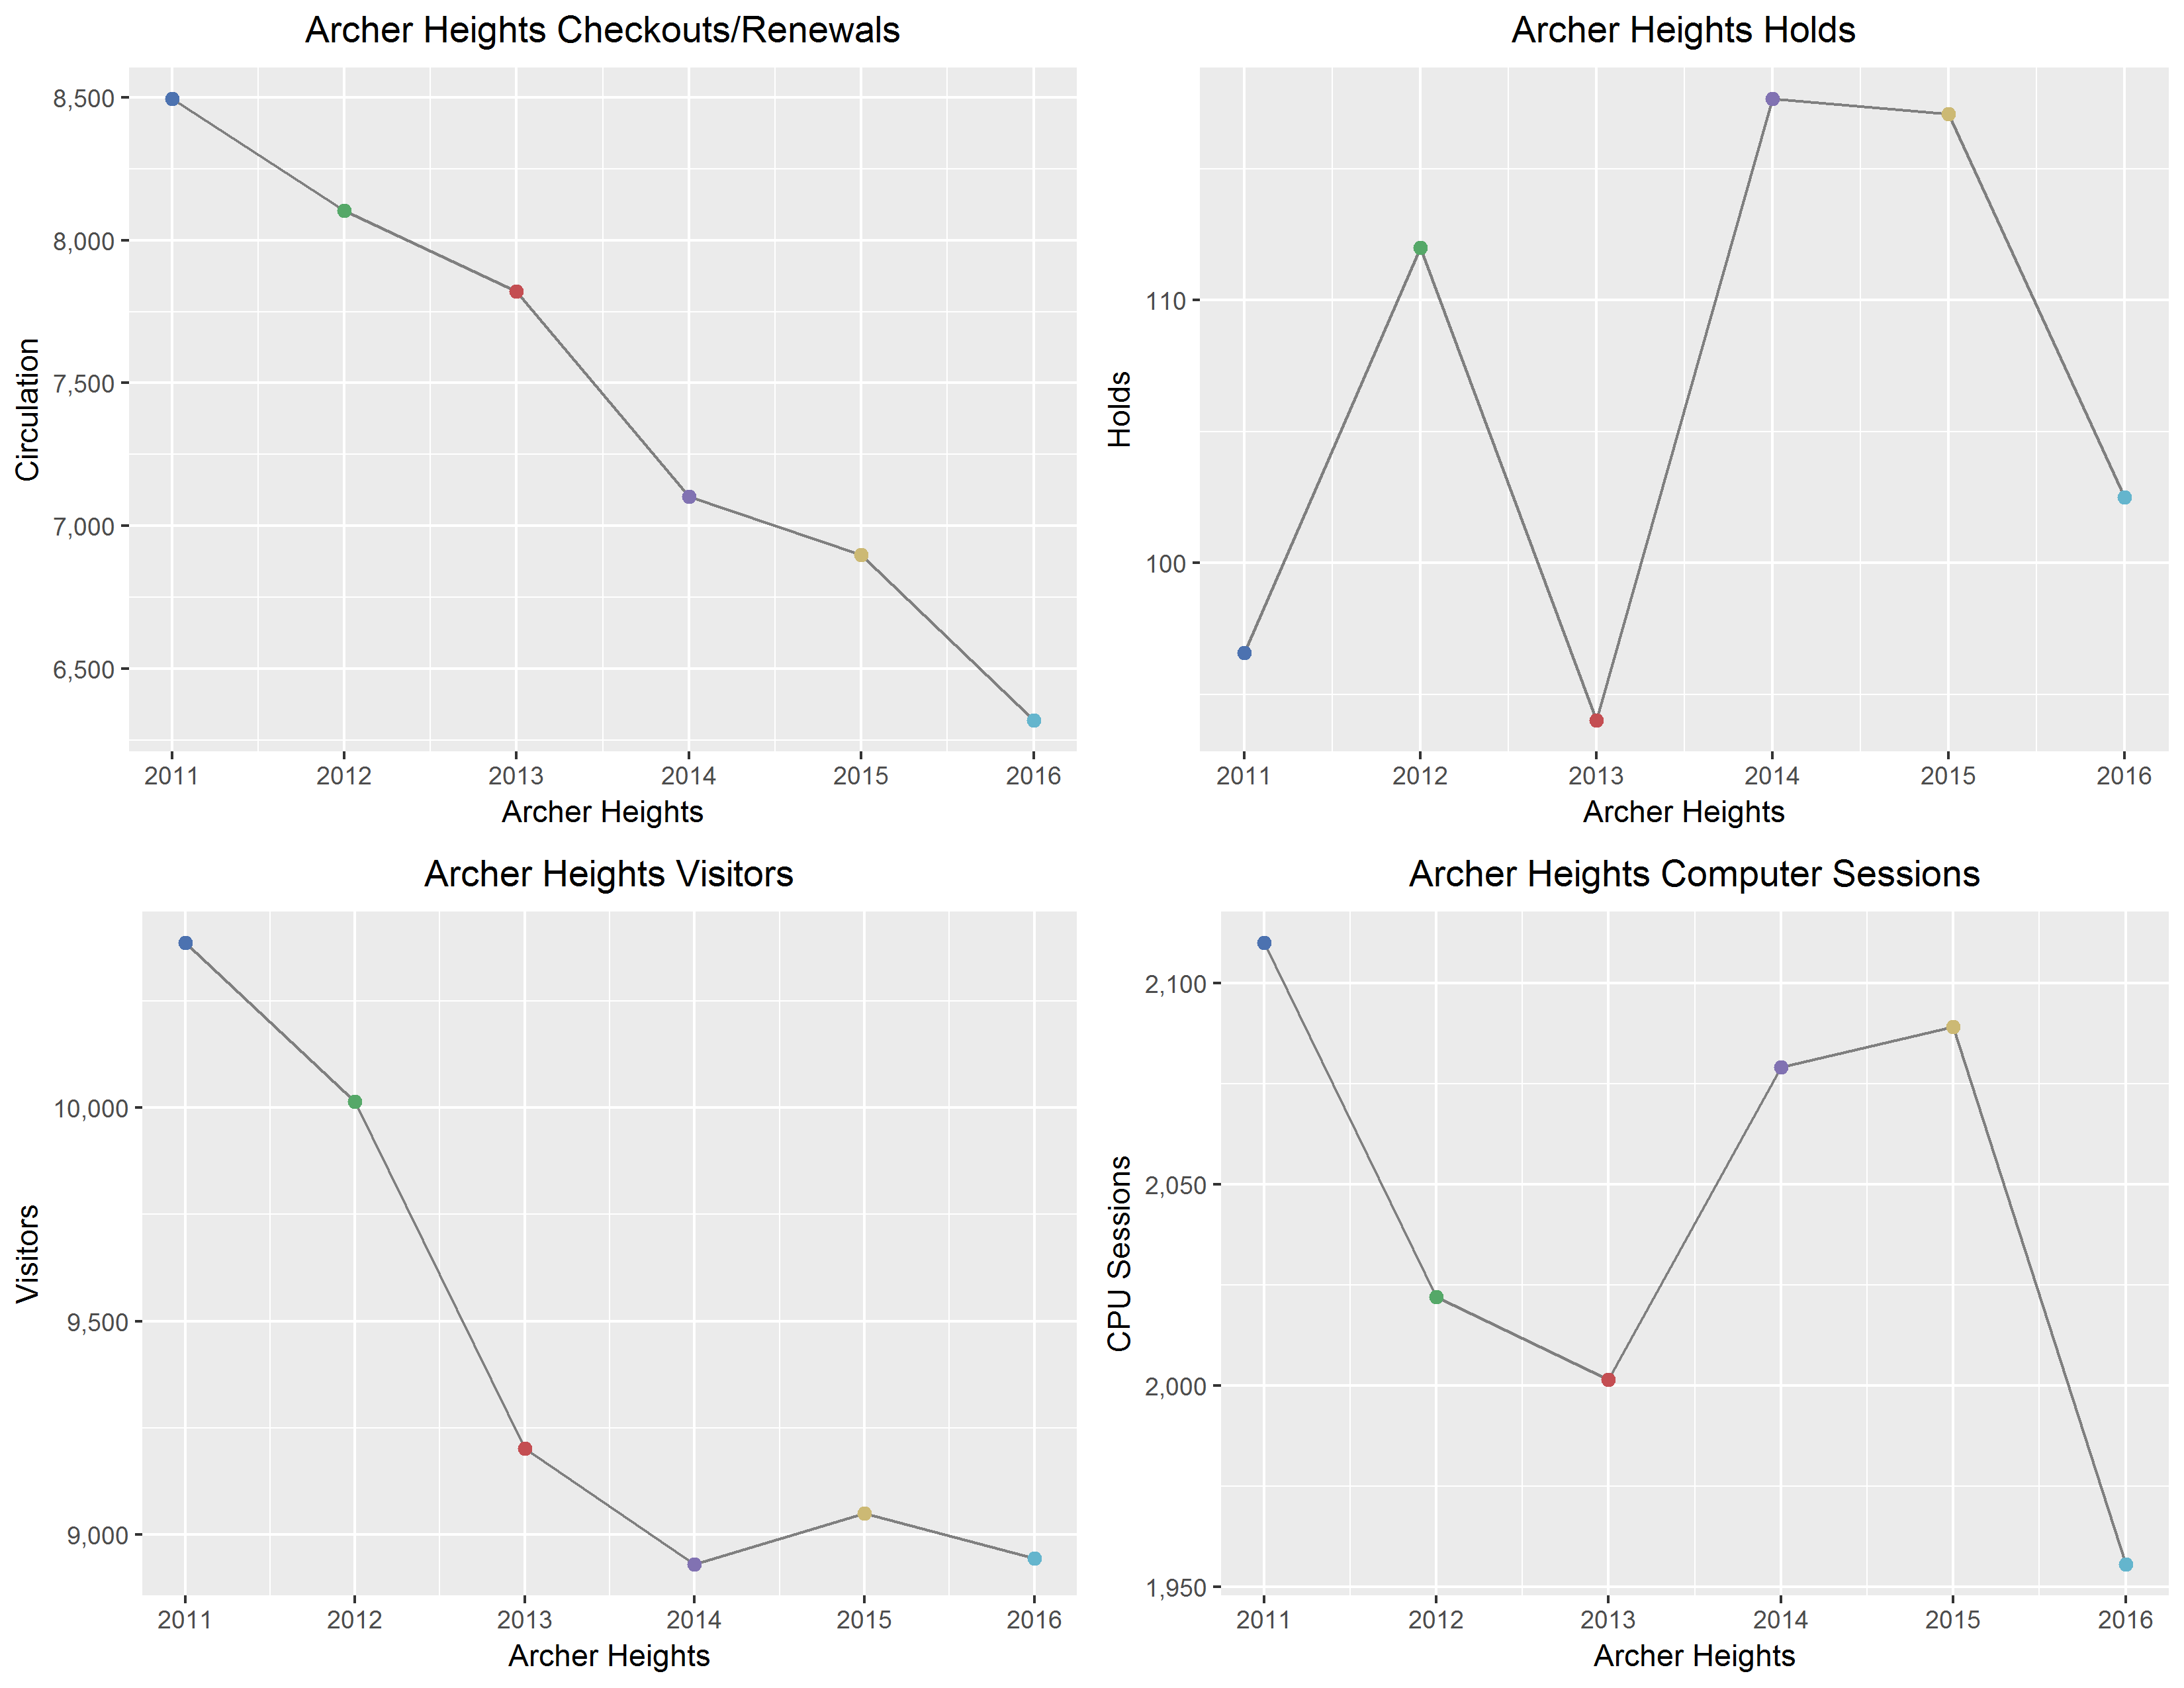 Archer Heights Checkouts/Renewals
8,500
8,000
7,500
7,000
6,500
Circulation
2011 2012 2013 2014 2015 2016
Archer Heights
Archer Heights Holds
110
100
Holds
2011 2012 2013 2014 2015 2016
Archer Heights
Archer Heights Visitors
10,000
9,500
9,000
Visitors
2011 2012 2013 2014 2015 2016
Archer Heights
Archer Heights Computer Sessions
2,100
2,050
2,000
1,950
CPU Sessions
2011 2012 2013 2014 2015 2016
Archer Heights